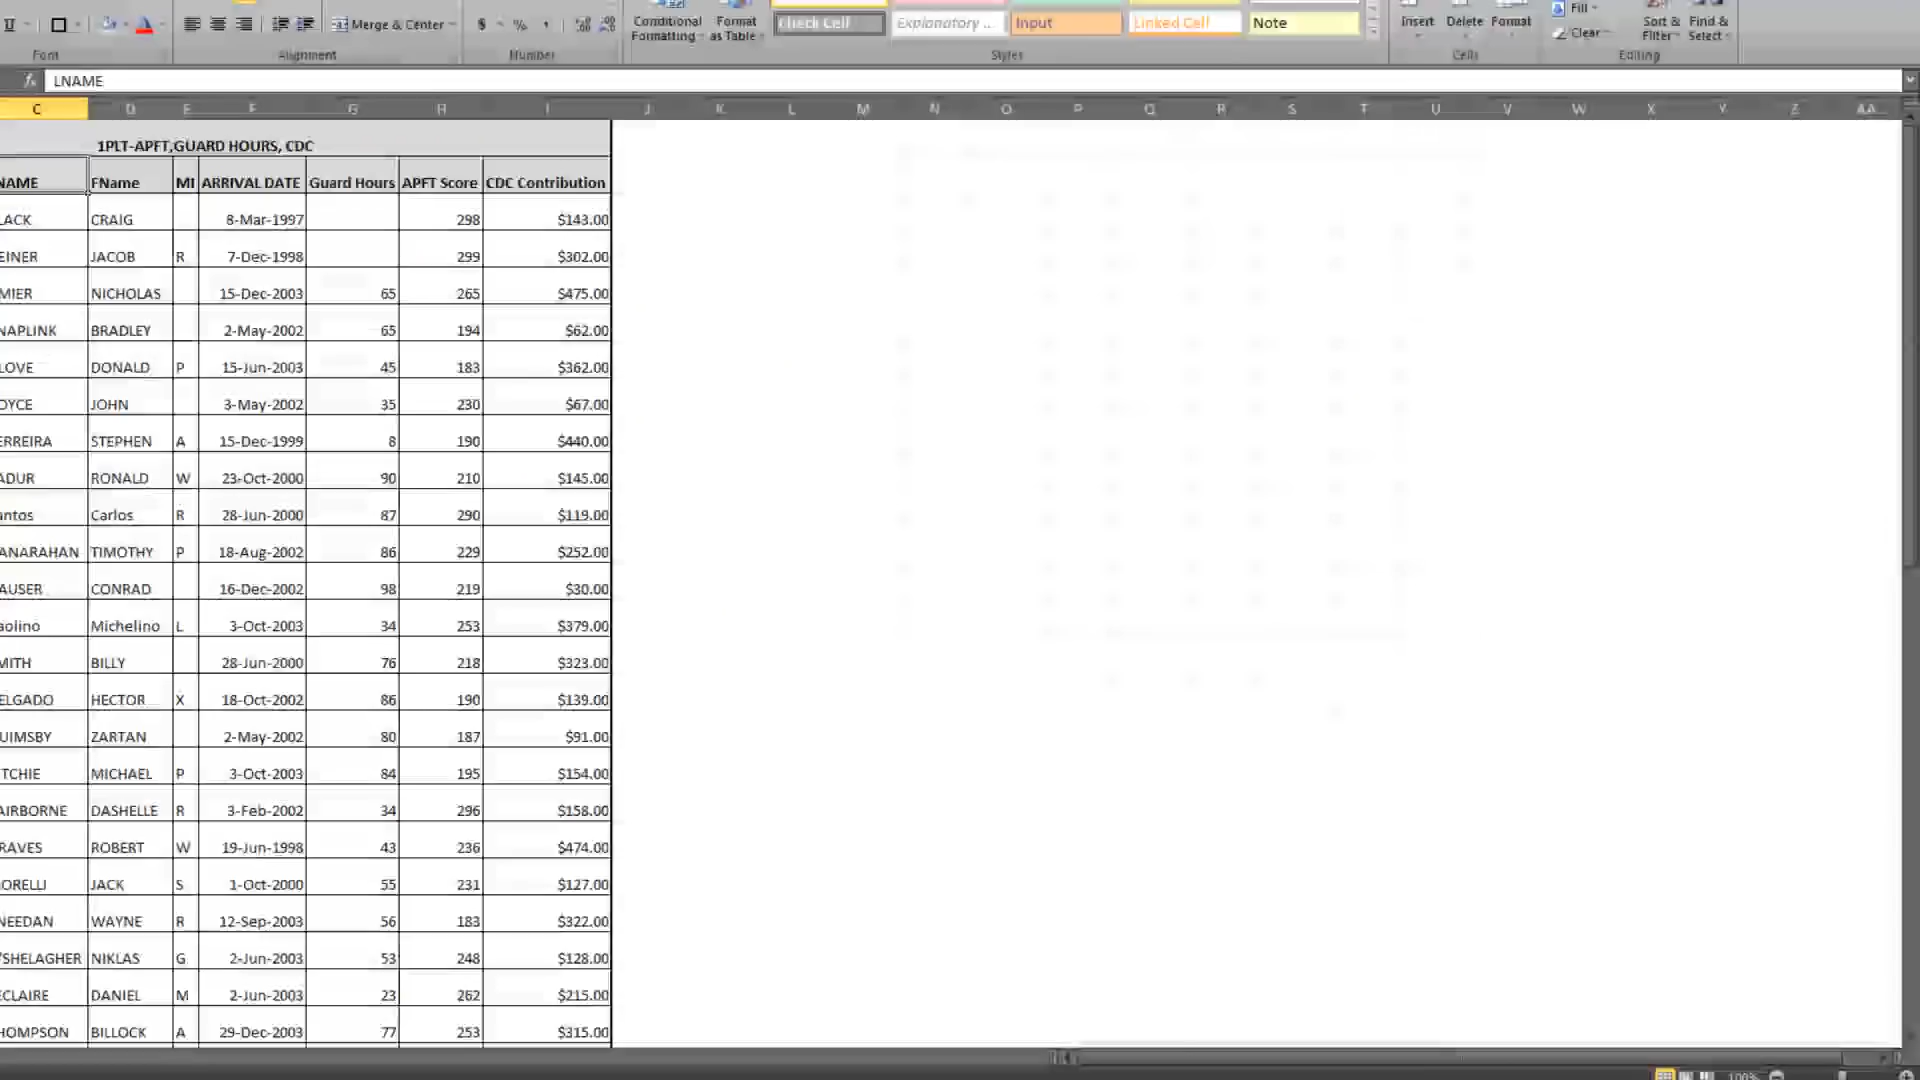 U
Merge & Center
$ % ,
Conditional Formatting
Format as Table
Check Cell
Explanatory ...
Input
Linked Cell
Note
Insert
Delete
Format
Fill
Clear
Sort & Filter
Find & Select
Font
Alignment
Number
Styles
Cells
Editing
fx LNAME
C D E F G H I J K L M N O P Q R S T U V W X Y Z AA
1PLT-APFT,GUARD HOURS, CDC
NAME FName MI ARRIVAL DATE Guard Hours APFT Score CDC Contribution
LACK CRAIG 8-Mar-1997 298 $143.00
EINER JACOB R 7-Dec-1998 299 $302.00
MIER NICHOLAS 15-Dec-2003 65 265 $475.00
NAPLINK BRADLEY 2-May-2002 65 194 $62.00
LOVE DONALD P 15-Jun-2003 45 183 $362.00
OYCE JOHN 3-May-2002 35 230 $67.00
ERREIRA STEPHEN A 15-Dec-1999 8 190 $440.00
ADUR RONALD W 23-Oct-2000 90 210 $145.00
antos Carlos R 28-Jun-2000 87 290 $119.00
ANARAHAN TIMOTHY P 18-Aug-2002 86 229 $252.00
AUSER CONRAD 16-Dec-2002 98 219 $30.00
aolino Michelino L 3-Oct-2003 34 253 $379.00
MITH BILLY 28-Jun-2000 76 218 $323.00
ELGADO HECTOR X 18-Oct-2002 86 190 $139.00
UIMSBY ZARTAN 2-May-2002 80 187 $91.00
TCHIE MICHAEL P 3-Oct-2003 84 195 $154.00
AIRBORNE DASHELLE R 3-Feb-2002 34 296 $158.00
RAVES ROBERT W 19-Jun-1998 43 236 $474.00
ORELLI JACK S 1-Oct-2000 55 231 $127.00
NEEDAN WAYNE R 12-Sep-2003 56 183 $322.00
'SHELAGHER NIKLAS G 2-Jun-2003 53 248 $128.00
ECLAIRE DANIEL M 2-Jun-2003 23 262 $215.00
HOMPSON BILLOCK A 29-Dec-2003 77 253 $315.00
100%